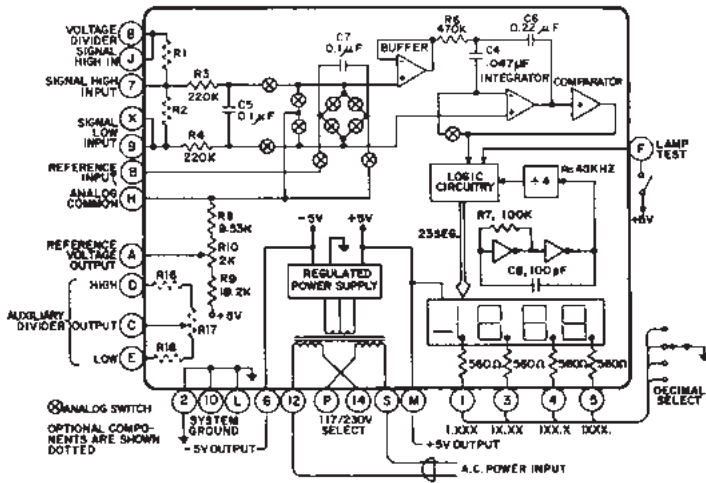 VOLTAGE
DIVIDER
SIGNAL
HIGH IN
J
R1
SIGNAL HIGH
INPUT
7
R3
220K
R2
C5
0.1µF
SIGNAL
LOW
INPUT
X
9
R4
220K
REFERENCE
INPUT
ANALOG
COMMON
H
C7
0.1µF
BUFFER
R6
470K
C6
0.22µF
C4
.047µF
INTEGRATOR
COMPARATOR
F
LAMP
TEST
+5V
LOGIC
CIRCUITRY
÷4
R7, 100K
C8, 100pF
23SEG.
REFERENCE
VOLTAGE
OUTPUT
A
R8
9.53K
R10
2K
R9
18.2K
+5V
-5V
+5V
REGULATED
POWER SUPPLY
AUXILIARY
DIVIDER
HIGH
D
R16
OUTPUT
C
R17
LOW
E
R18
560Ω
560Ω
560Ω
560Ω
DECIMAL
SELECT
2
10
L
6
12
P
14
S
M
1
3
4
5
ANALOG SWITCH
SYSTEM
GROUND
117/230V
SELECT
1.XXX
1X.XX
1XX.X
1XXX.
OPTIONAL COMPO-
NENTS ARE SHOWN
DOTTED
-5V OUTPUT
+5V OUTPUT
A.C. POWER INPUT